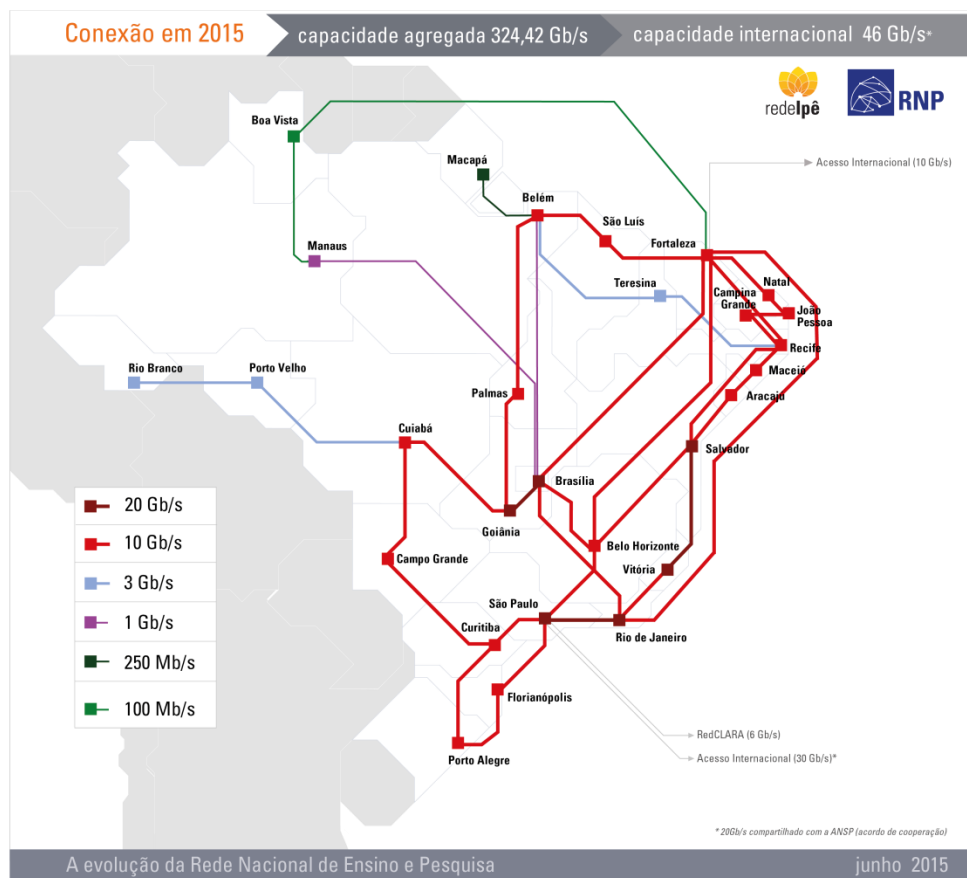 Conexão em 2015
capacidade agregada 324,42 Gb/s
capacidade internacional 46 Gb/s*
redeIpê
RNP
Boa Vista
Macapá
Acesso Internacional (10 Gb/s)
Belém
São Luís
Manaus
Fortaleza
Teresina
Natal
Campina
Grande
João
Pessoa
Recife
Rio Branco
Porto Velho
Maceió
Palmas
Aracajú
Cuiabá
Salvador
Brasília
20 Gb/s
Goiânia
10 Gb/s
Belo Horizonte
Campo Grande
Vitória
3 Gb/s
São Paulo
1 Gb/s
Curitiba
Rio de Janeiro
250 Mb/s
Florianópolis
100 Mb/s
RedCLARA (6 Gb/s)
Porto Alegre
Acesso Internacional (30 Gb/s)*
* 20Gb/s compartilhado com a ANSP (acordo de cooperação)
A evolução da Rede Nacional de Ensino e Pesquisa
junho 2015